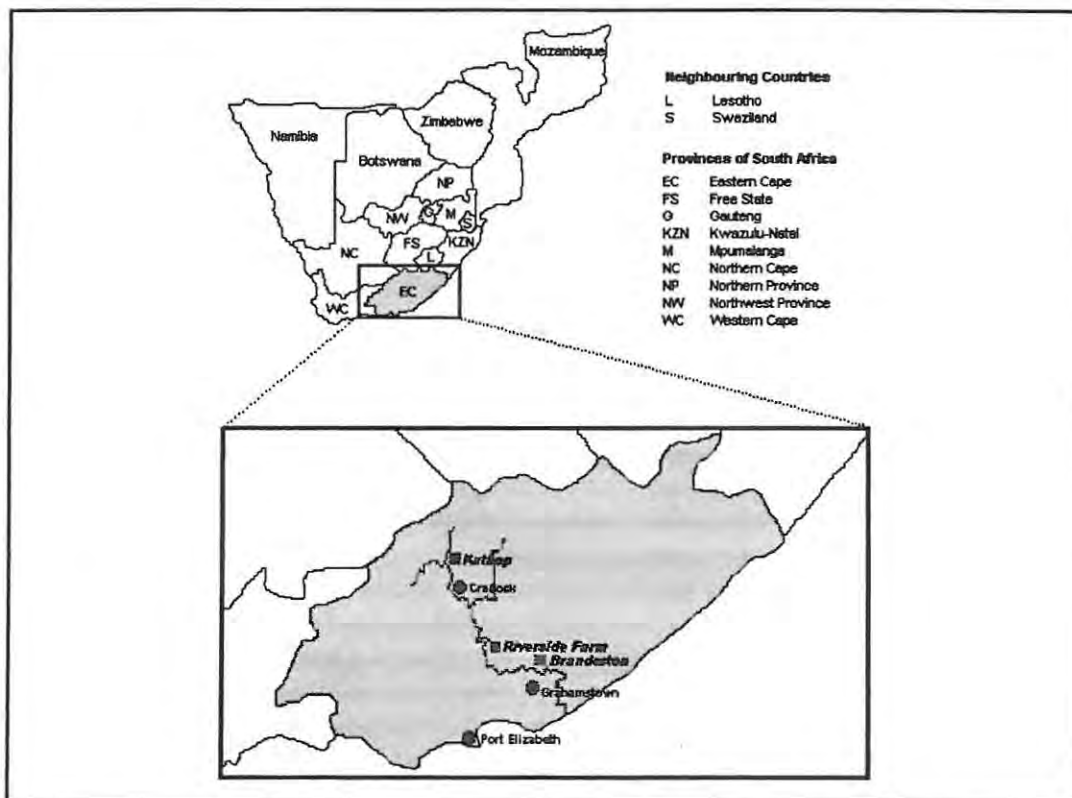 Mozambique
Zimbabwe
Namibia
Botswana
NP
NW
G
M
S
FS
KZN
NC
L
EC
WC
Neighbouring Countries
L Lesotho
S Swaziland
Provinces of South Africa
EC Eastern Cape
FS Free State
G Gauteng
KZN Kwazulu-Natal
M Mpumalanga
NC Northern Cape
NP Northern Province
NW Northwest Province
WC Western Cape
Cradock
Riverside Farm
Brandeston
Grahamstown
Port Elizabeth